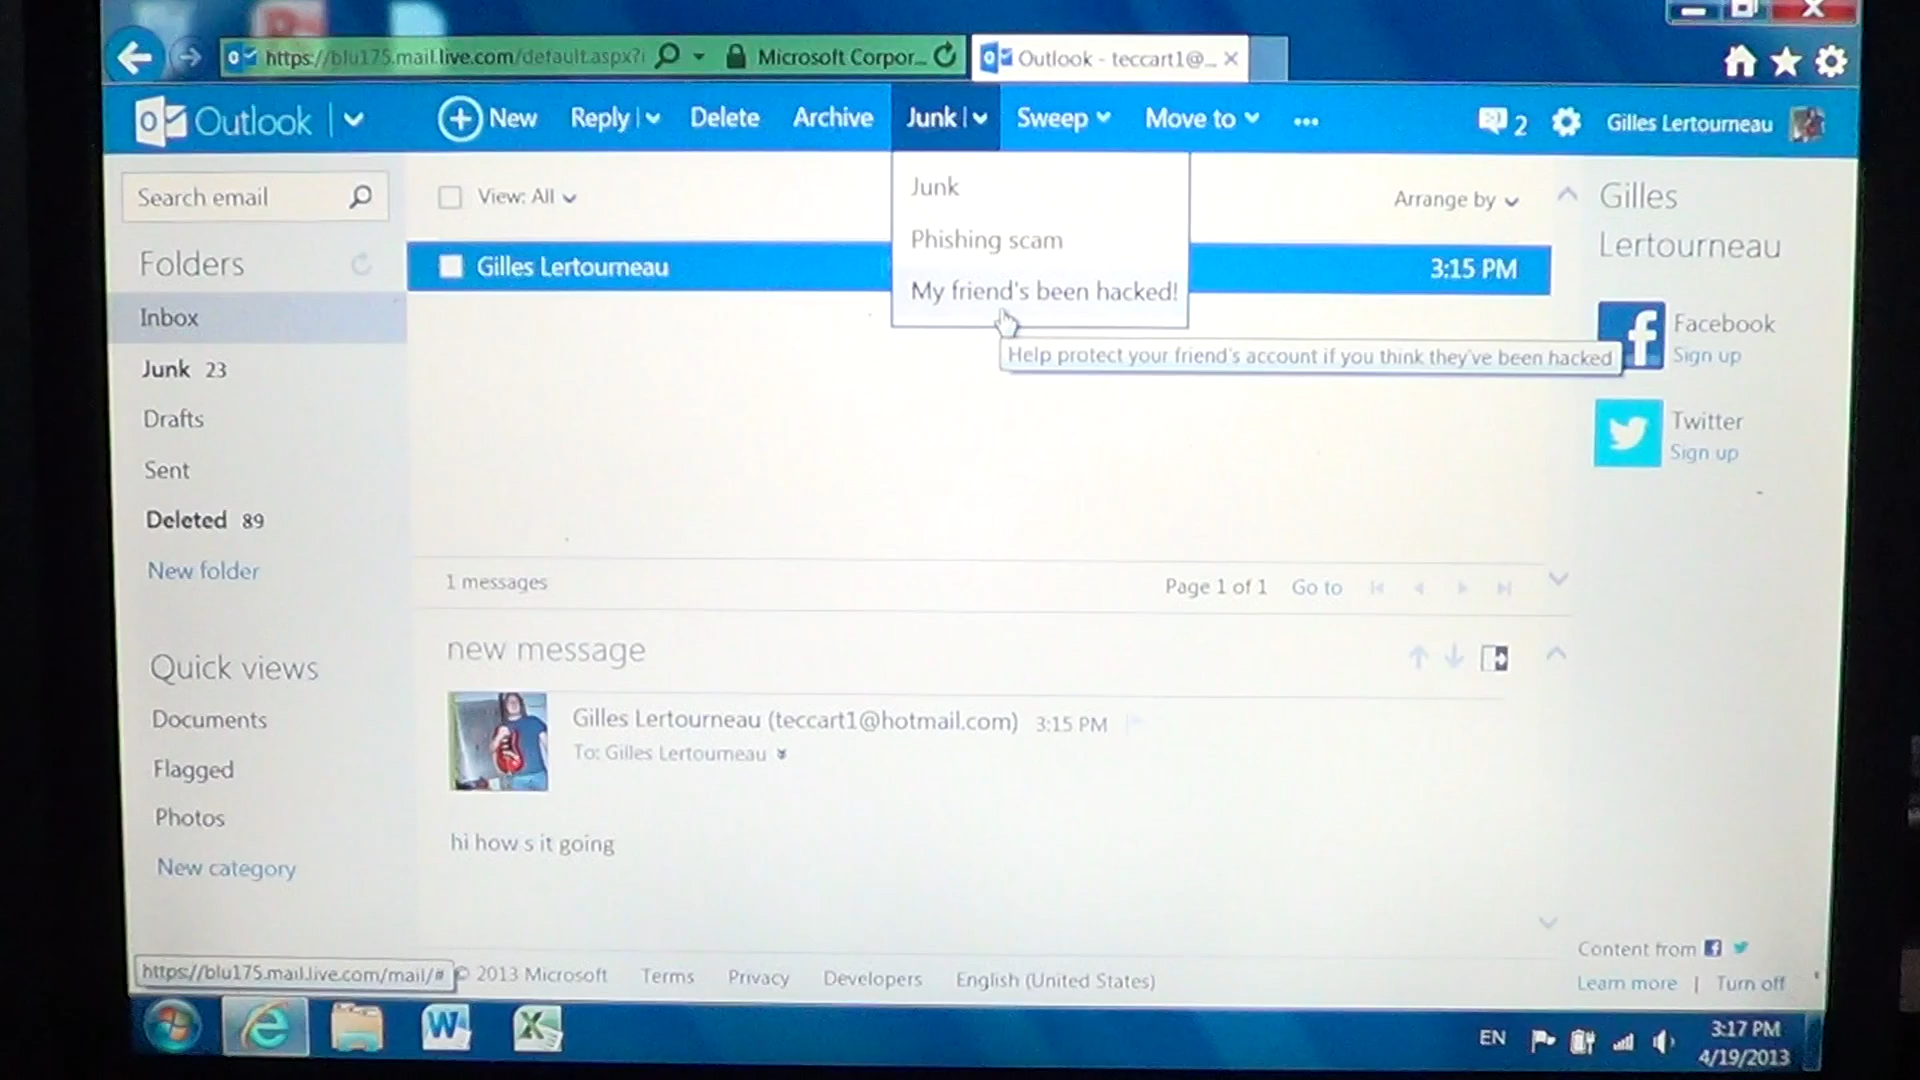 https://blu175.mail.live.com/default.aspx?i
Microsoft Corpor...
Outlook - teccart1@...
Outlook
New
Reply
Delete
Archive
Junk
Sweep
Move to
...
2
Gilles Lertourneau
Search email
View: All
Junk
Phishing scam
My friend's been hacked!
Help protect your friend's account if you think they've been hacked
Arrange by
Gilles Lertourneau
3:15 PM
Folders
Inbox
Junk 23
Drafts
Sent
Deleted 89
New folder
Quick views
Documents
Flagged
Photos
New category
1 messages
Page 1 of 1 Go to
new message
Gilles Lertourneau (teccart1@hotmail.com) 3:15 PM
To: Gilles Lertourneau
hi how s it going
Gilles
Lertourneau
Facebook
Sign up
Twitter
Sign up
Content from
Learn more | Turn off
https://blu175.mail.live.com/mail/#
© 2013 Microsoft Terms Privacy Developers English (United States)
EN
3:17 PM
4/19/2013